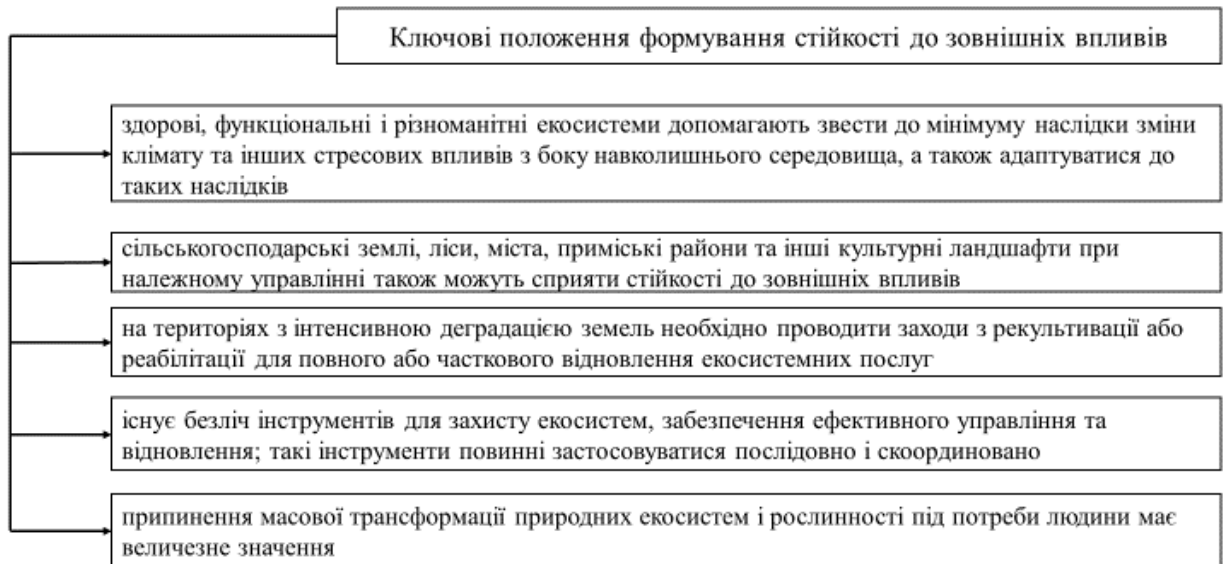 Ключові положення формування стійкості до зовнішніх впливів
здорові, функціональні і різноманітні екосистеми допомагають звести до мінімуму наслідки зміни
клімату та інших стресових впливів з боку навколишнього середовища, а також адаптуватися до
таких наслідків
сільськогосподарські землі, ліси, міста, приміські райони та інші культурні ландшафти при
належному управлінні також можуть сприяти стійкості до зовнішніх впливів
на територіях з інтенсивною деградацією земель необхідно проводити заходи з рекультивації або
реабілітації для повного або часткового відновлення екосистемних послуг
існує безліч інструментів для захисту екосистем, забезпечення ефективного управління та
відновлення; такі інструменти повинні застосовуватися послідовно і скоординовано
припинення масової трансформації природних екосистем і рослинності під потреби людини має
величезне значення